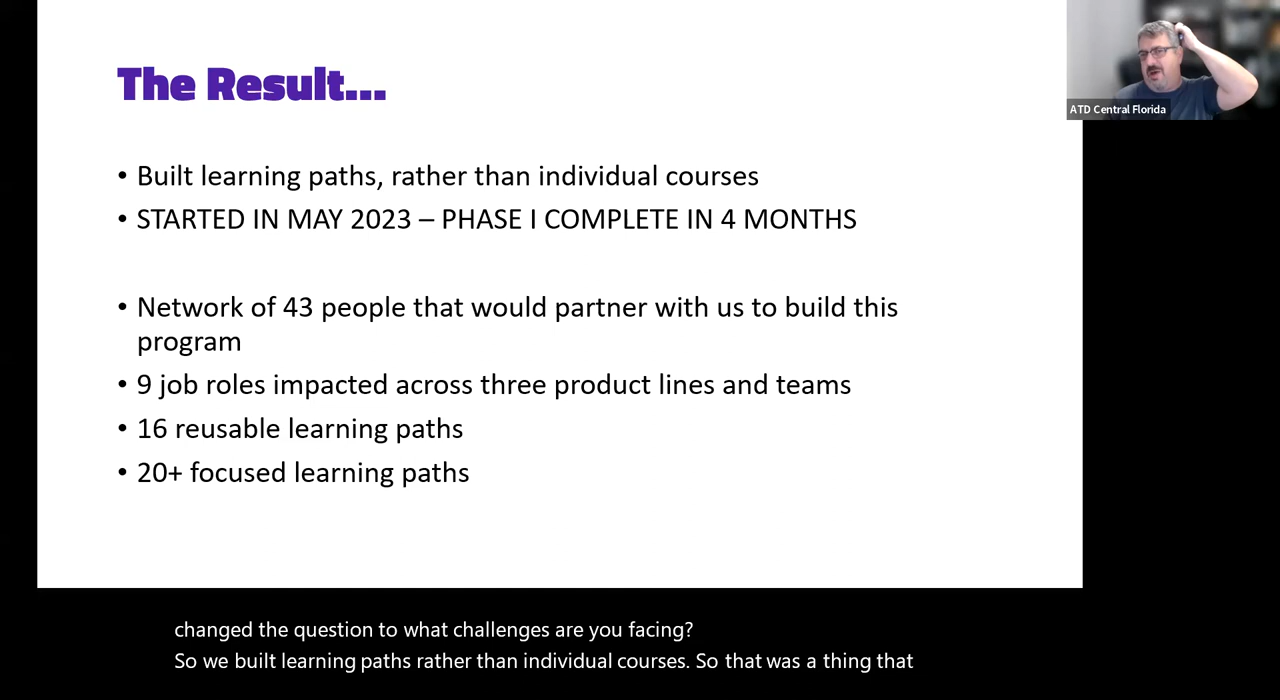 The Result...
• Built learning paths, rather than individual courses
• STARTED IN MAY 2023 – PHASE I COMPLETE IN 4 MONTHS
• Network of 43 people that would partner with us to build this
program
• 9 job roles impacted across three product lines and teams
• 16 reusable learning paths
• 20+ focused learning paths
ATD Central Florida
changed the question to what challenges are you facing?
So we built learning paths rather than individual courses. So that was a thing that